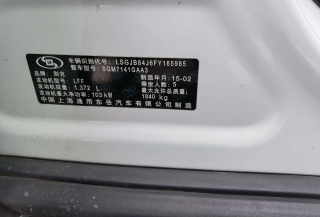 车辆识别代号: LSGJB84J6FY165985
整车型号: SGM7141GAA3
品牌: 别克 制造年月: 15-02
发动机型号: LFF 乘坐人数: 5
发动机排量: 1.372 L 最大允许总质量:
发动机最大净功率: 103 kW 1840 kg
中国上海通用东岳汽车有限公司制造